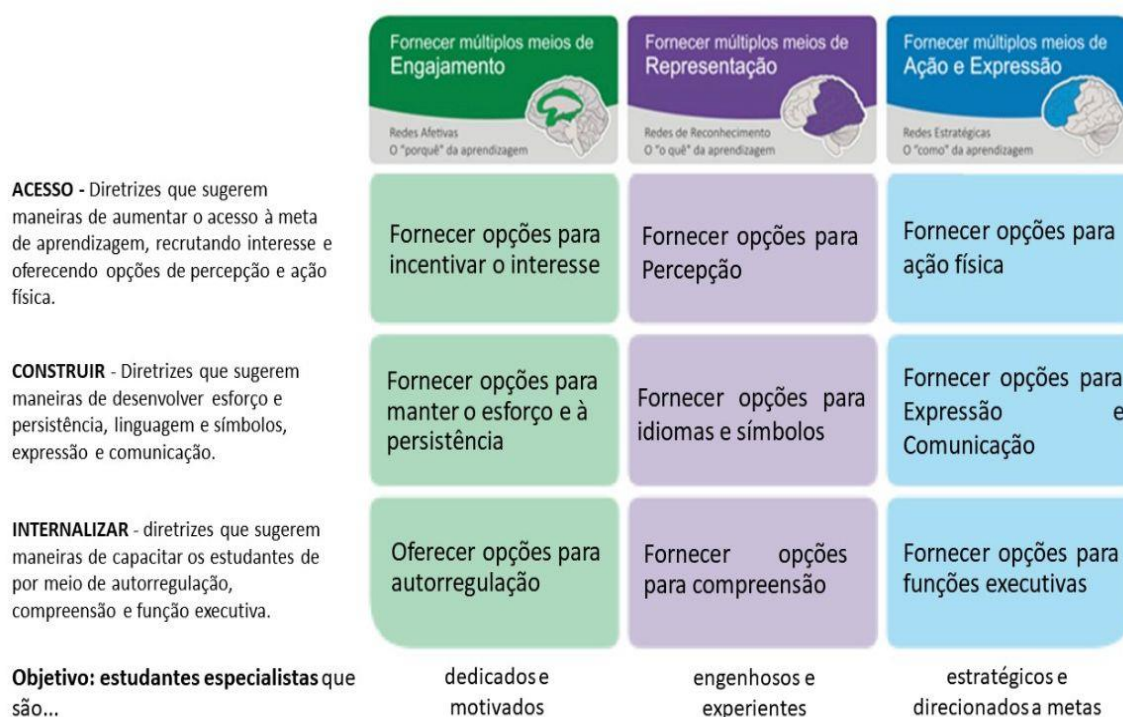 Fornecer múltiplos meios de
Engajamento
Redes Afetivas
O "porquê" da aprendizagem
Fornecer múltiplos meios de
Representação
Redes de Reconhecimento
O "o quê" da aprendizagem
Fornecer múltiplos meios de
Ação e Expressão
Redes Estratégicas
O "como" da aprendizagem
ACESSO - Diretrizes que sugerem
maneiras de aumentar o acesso à meta
de aprendizagem, recrutando interesse e
oferecendo opções de percepção e ação
física.
Fornecer opções para
incentivar o interesse
Fornecer opções para
Percepção
Fornecer opções para
ação física
CONSTRUIR - Diretrizes que sugerem
maneiras de desenvolver esforço e
persistência, linguagem e símbolos,
expressão e comunicação.
Fornecer opções para
manter o esforço e à
persistência
Fornecer opções para
idiomas e símbolos
Fornecer opções para
Expressão e
Comunicação
INTERNALIZAR - diretrizes que sugerem
maneiras de capacitar os estudantes de
por meio de autorregulação,
compreensão e função executiva.
Oferecer opções para
autorregulação
Fornecer opções
para compreensão
Fornecer opções para
funções executivas
Objetivo: estudantes especialistas que
são...
dedicados e
motivados
engenhosos e
experientes
estratégicos e
direcionados a metas